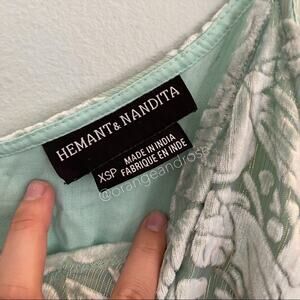 HEMANT & NANDITA
XSP
MADE IN INDIA
FABRIQUE EN INDE
@orangeandrose